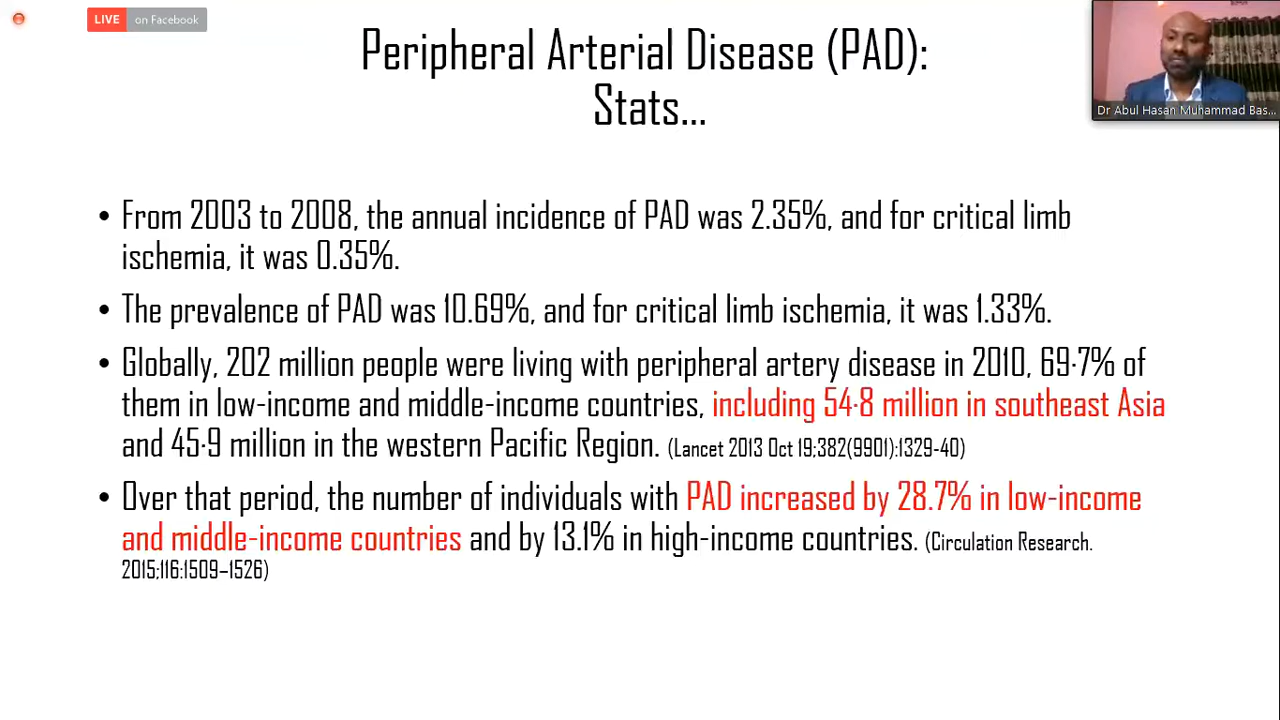 LIVE on Facebook
Peripheral Arterial Disease (PAD):
Stats...
Dr Abul Hasan Muhammad Bas...
• From 2003 to 2008, the annual incidence of PAD was 2.35%, and for critical limb
ischemia, it was 0.35%.
• The prevalence of PAD was 10.69%, and for critical limb ischemia, it was 1.33%.
• Globally, 202 million people were living with peripheral artery disease in 2010, 69·7% of
them in low-income and middle-income countries, including 54·8 million in southeast Asia
and 45·9 million in the western Pacific Region. (Lancet 2013 Oct 19;382(9901):1329-40)
• Over that period, the number of individuals with PAD increased by 28.7% in low-income
and middle-income countries and by 13.1% in high-income countries. (Circulation Research.
2015;116:1509–1526)